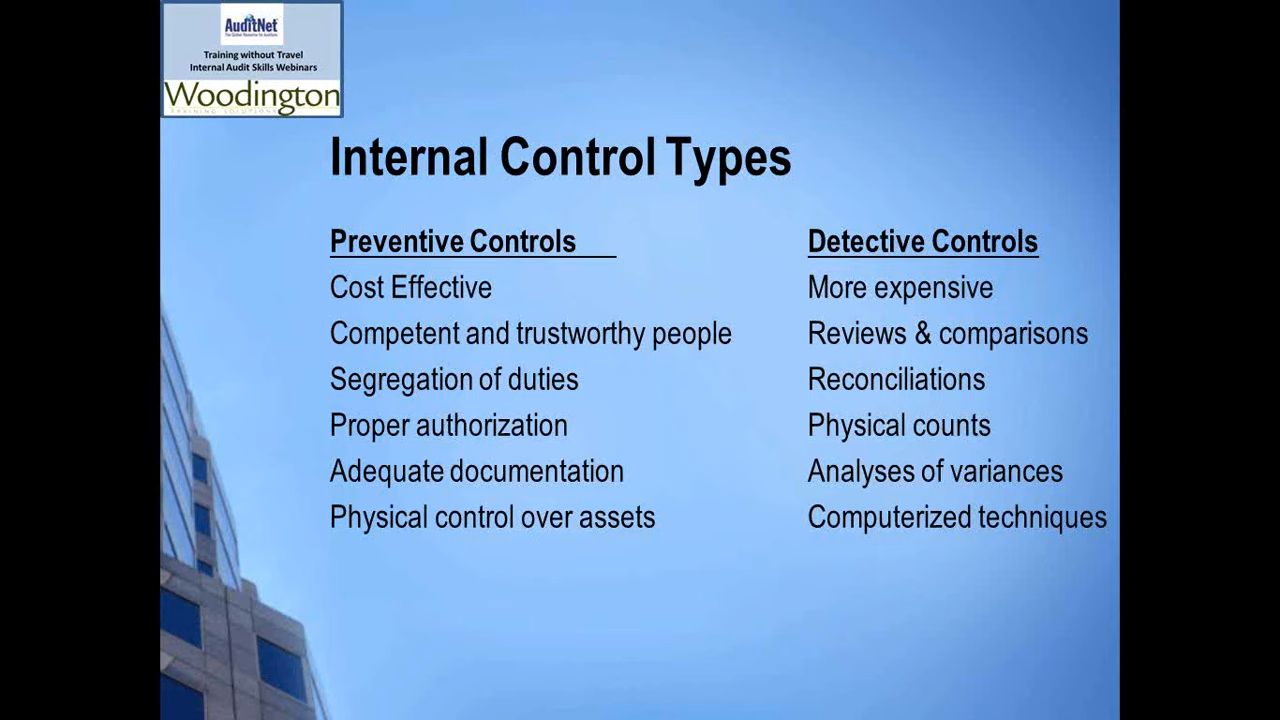 AuditNet
Training without Travel
Internal Audit Skills Webinars
Woodington
TRAINING SOLUTIONS
Internal Control Types
Preventive Controls
Detective Controls
Cost Effective
More expensive
Competent and trustworthy people
Reviews & comparisons
Segregation of duties
Reconciliations
Proper authorization
Physical counts
Adequate documentation
Analyses of variances
Physical control over assets
Computerized techniques